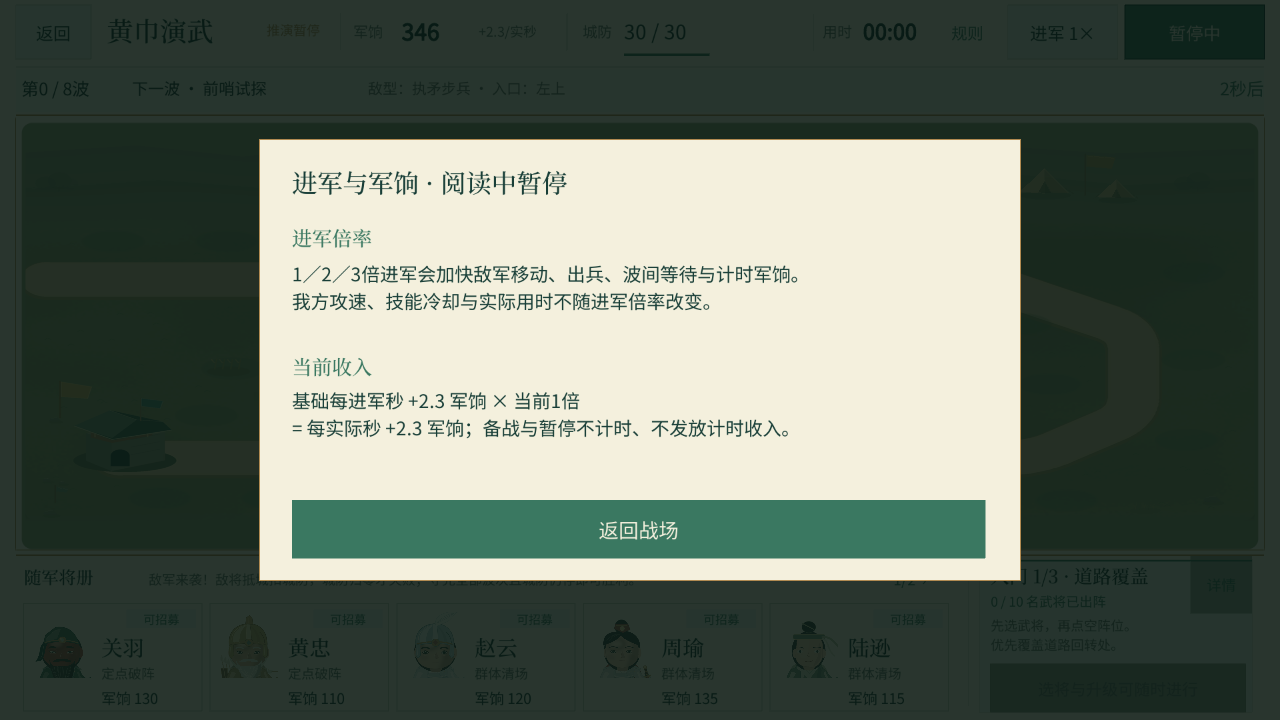 返回
黄巾演武
推演暂停
军饷 346 +2.3/实秒
城防 30 / 30
用时 00:00
规则
进军 1×
暂停中
第0 / 8波
下一波 · 前哨试探
敌型：执矛步兵 · 入口：左上
2秒后
进军与军饷 · 阅读中暂停
进军倍率
1／2／3倍进军会加快敌军移动、出兵、波间等待与计时军饷。
我方攻速、技能冷却与实际用时不随进军倍率改变。
当前收入
基础每进军秒 +2.3 军饷 × 当前1倍
= 每实际秒 +2.3 军饷；备战与暂停不计时、不发放计时收入。
返回战场
随军将册
敌军来袭！敌将抵
1/3 · 道路覆盖
详情
0 / 10 名武将已出阵
先选武将，再点空阵位。
优先覆盖道路回转处。
可招募
关羽
定点破阵
军饷 130
可招募
黄忠
定点破阵
军饷 110
可招募
赵云
群体清场
军饷 120
可招募
周瑜
群体清场
军饷 135
可招募
陆逊
群体清场
军饷 115